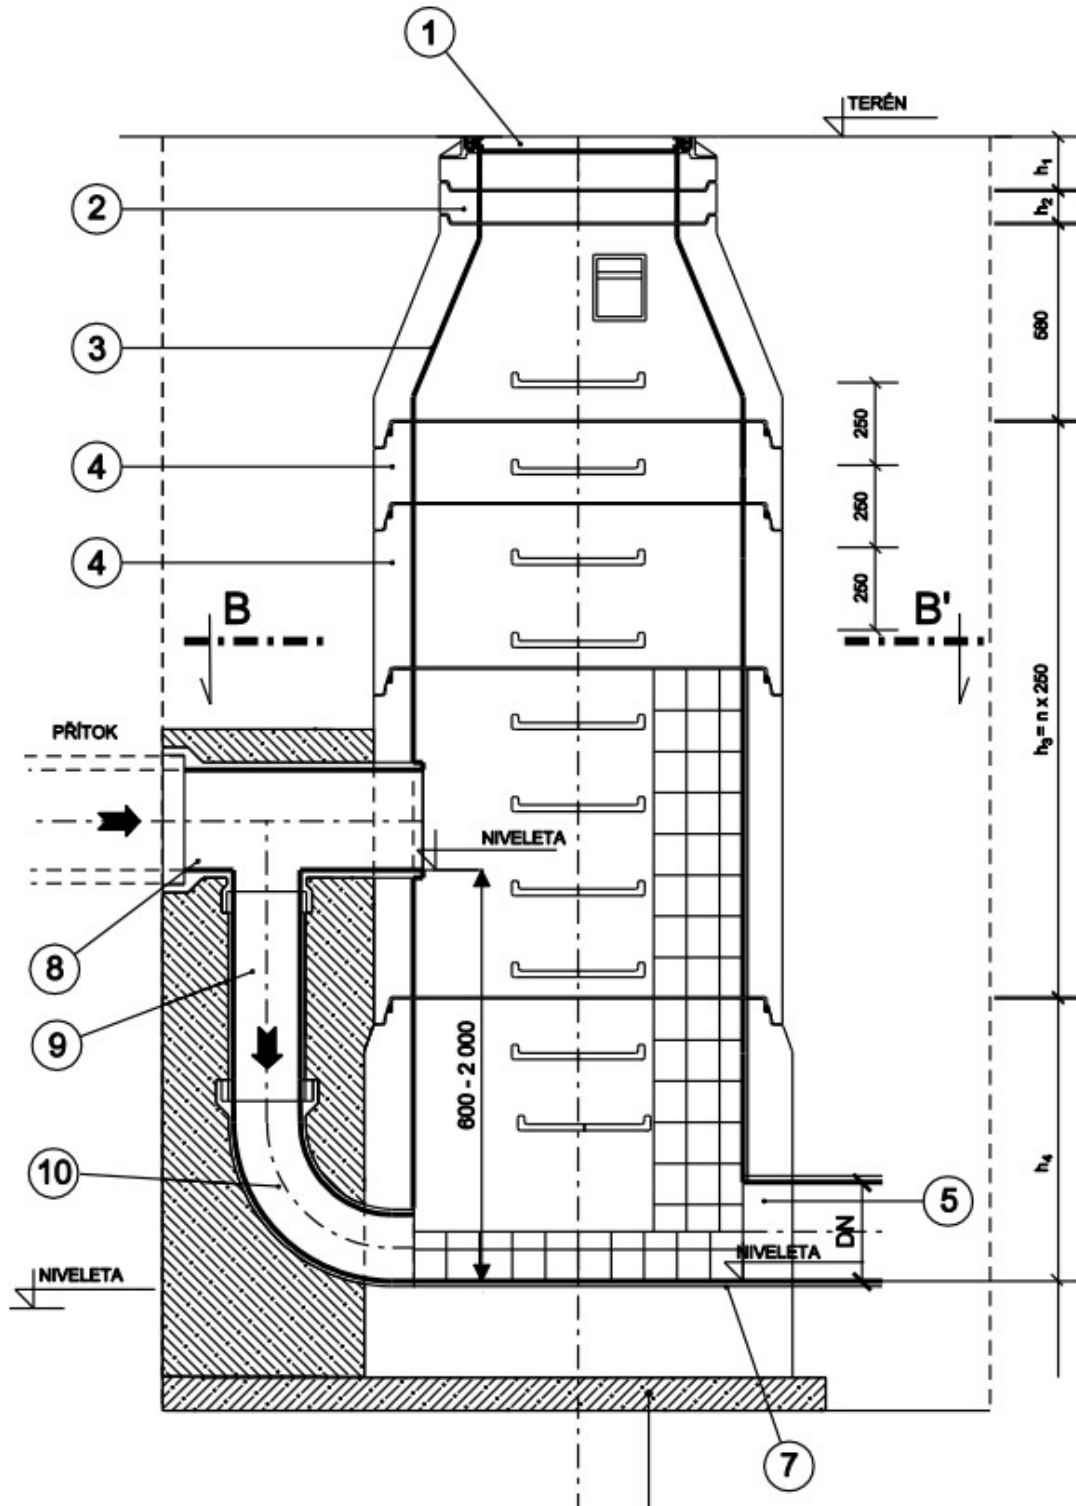 1
TERÉN
h1
2
h2
3
580
250
4
250
4
250
B
B'
PŘÍTOK
h3= n x 250
NIVELETA
8
9
600 - 2 000
10
h4
5
DN
NIVELETA
NIVELETA
7